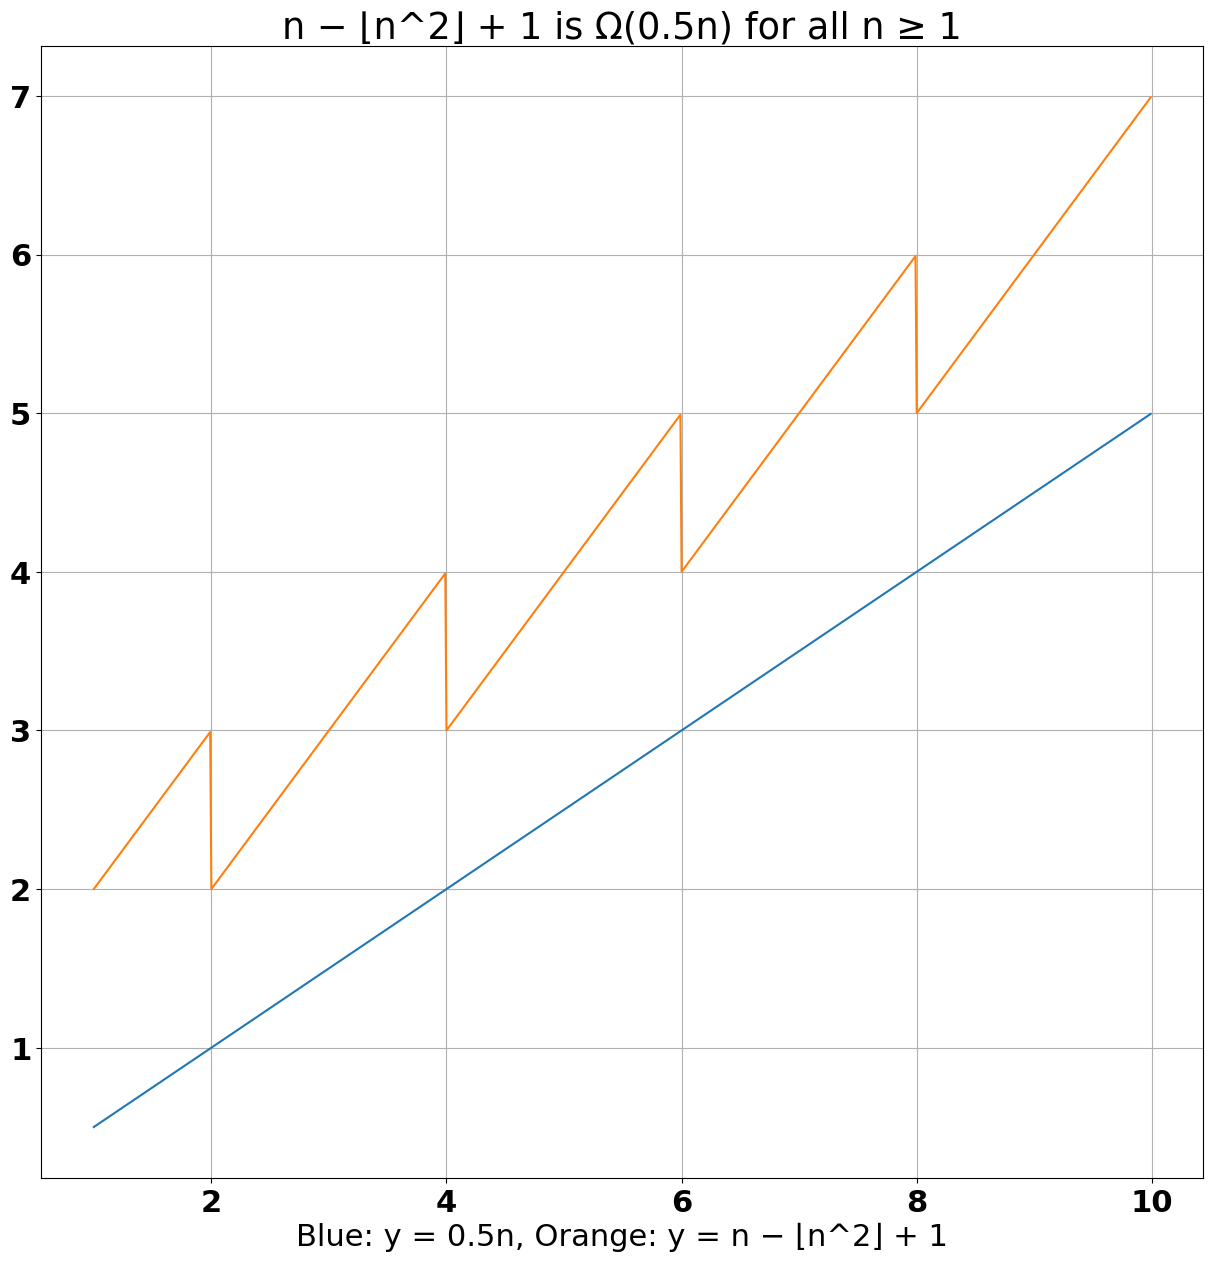 n − ⌊n^2⌋ + 1 is Ω(0.5n) for all n ≥ 1
7
6
5
4
3
2
1
2 4 6 8 10
Blue: y = 0.5n, Orange: y = n − ⌊n^2⌋ + 1